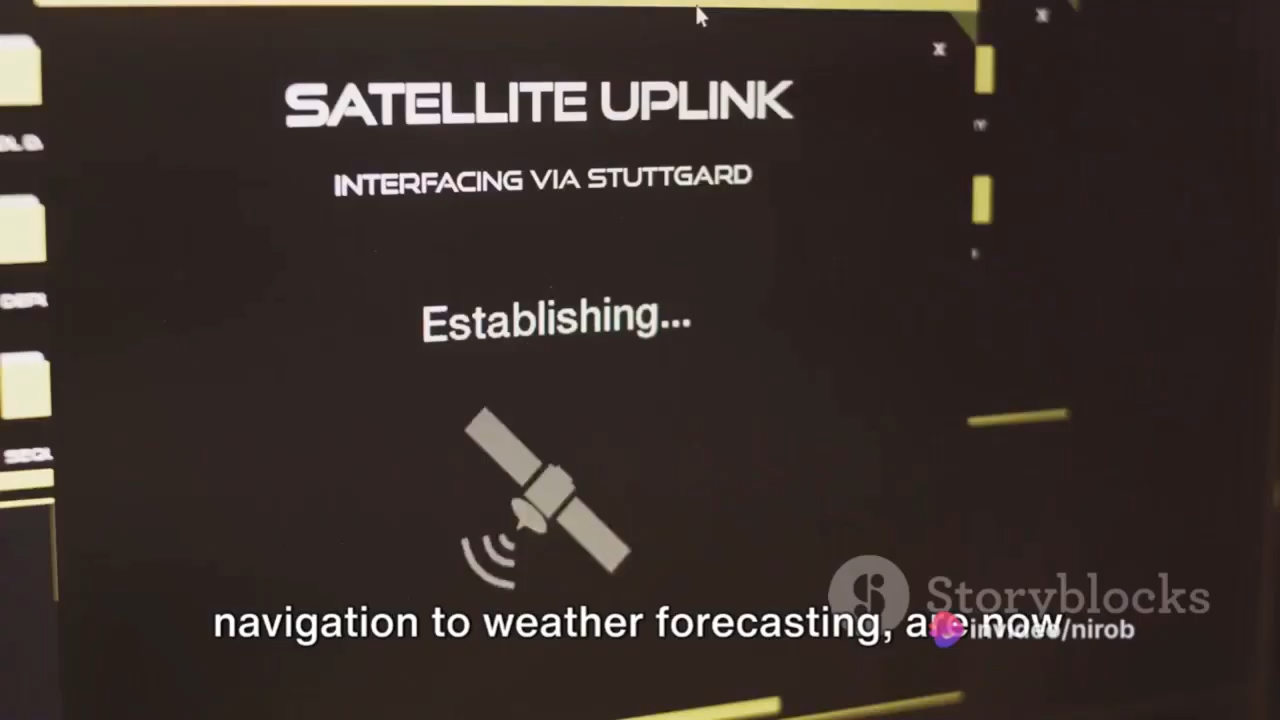 x
x
SATELLITE UPLINK
INTERFACING VIA STUTTGARD
Establishing...
navigation to weather forecasting, are now
Storyblocks
invideo/nirob